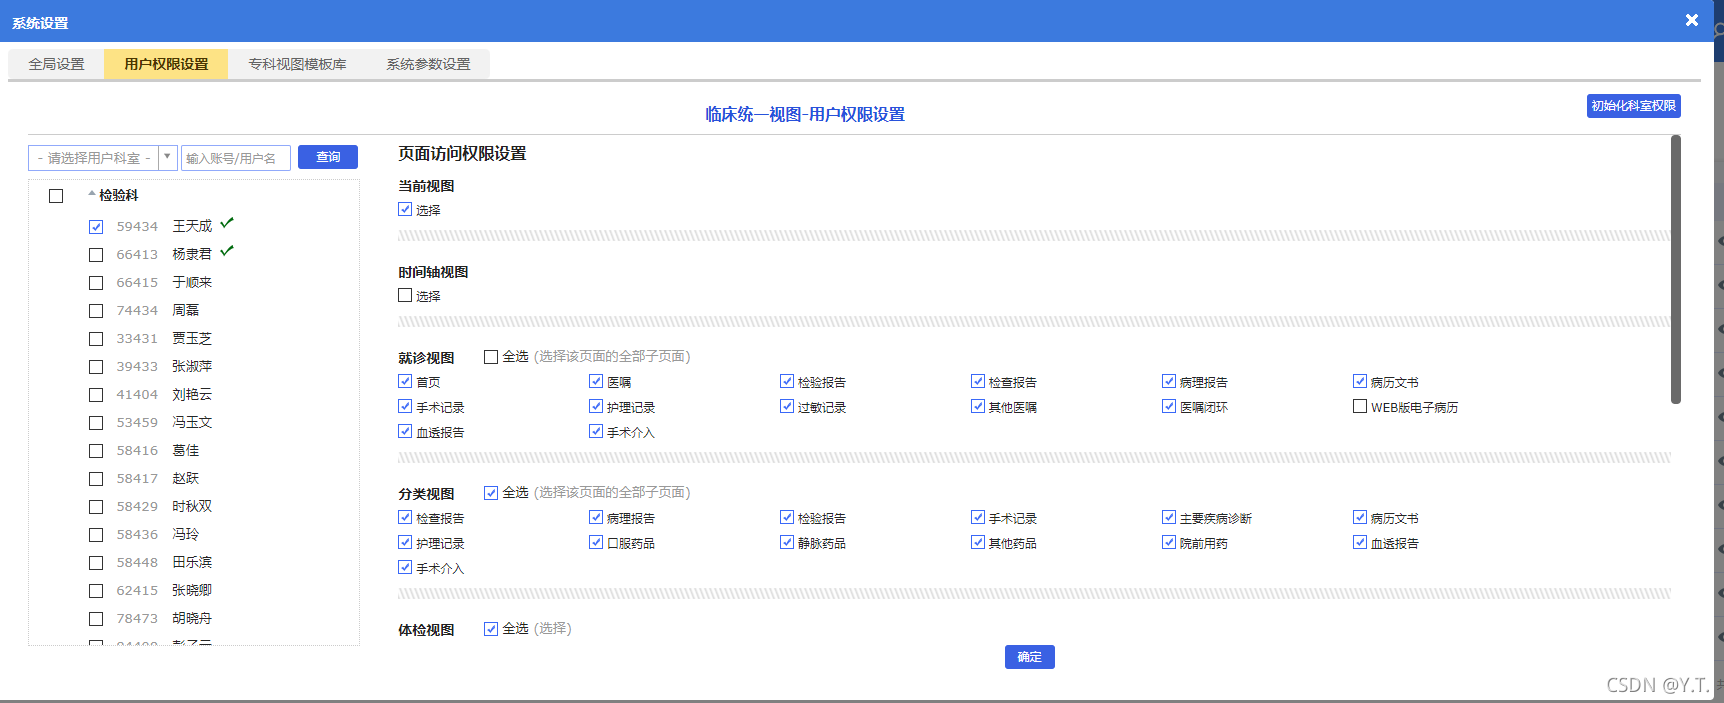 系统设置
全局设置 用户权限设置 专科视图模板库 系统参数设置
临床统一视图-用户权限设置
初始化科室权限
- 请选择用户科室 - 输入账号/用户名 查询
检验科
59434 王天成
66413 杨隶君
66415 于顺来
74434 周磊
33431 贾玉芝
39433 张淑萍
41404 刘艳云
53459 冯玉文
58416 葛佳
58417 赵跃
58429 时秋双
58436 冯玲
58448 田乐滨
62415 张晓卿
78473 胡晓舟
页面访问权限设置
当前视图
选择
时间轴视图
选择
就诊视图 全选 (选择该页面的全部子页面)
首页 医嘱 检验报告 检查报告 病理报告 病历文书
手术记录 护理记录 过敏记录 其他医嘱 医嘱闭环 WEB版电子病历
血透报告 手术介入
分类视图 全选 (选择该页面的全部子页面)
检查报告 病理报告 检验报告 手术记录 主要疾病诊断 病历文书
护理记录 口服药品 静脉药品 其他药品 院前用药 血透报告
手术介入
体检视图 全选 (选择)
确定
CSDN @Y.T.